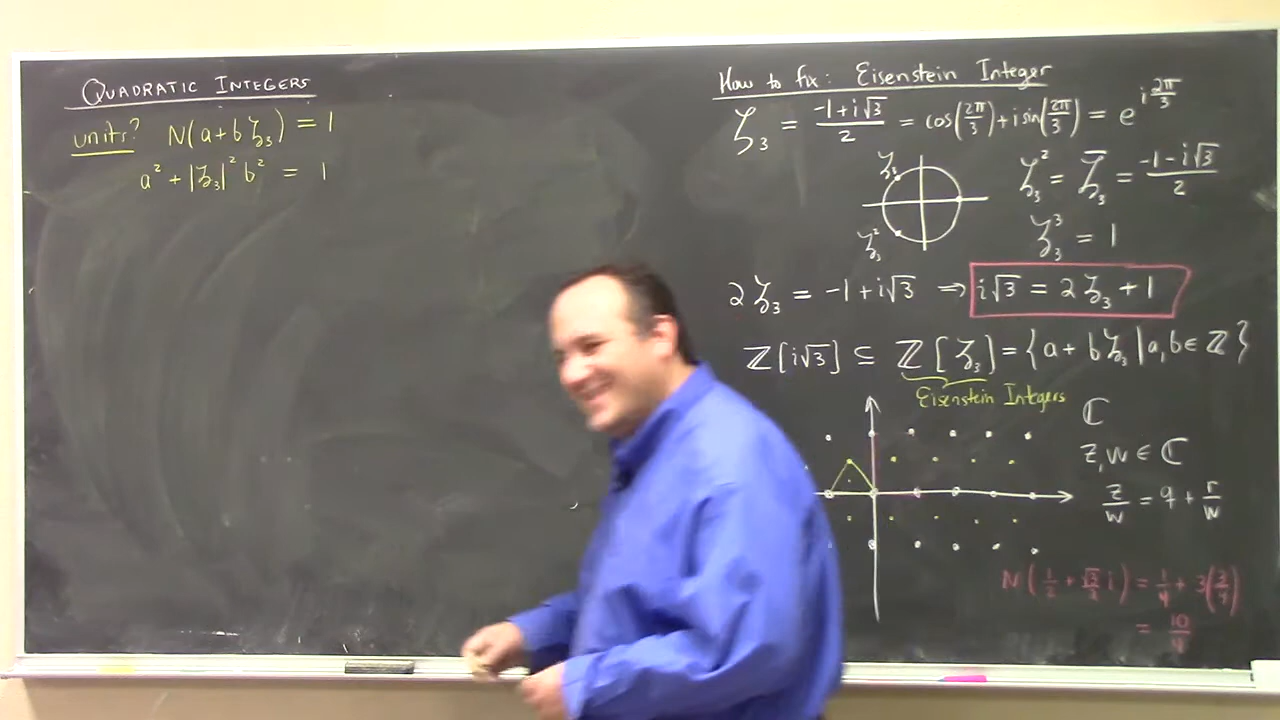 QUADRATIC INTEGERS
units? N(a+bζ₃) = 1
a² + |ζ₃|² b² = 1
How to fix: Eisenstein Integer
ζ₃ = (-1+i√3)/2 = cos(2π/3)+i sin(2π/3) = e^(i 2π/3)
ζ₃
ζ₃² = ζ̄₃ = (-1-i√3)/2
ζ₃²
ζ₃³ = 1
2ζ₃ = -1+i√3 ⇒ i√3 = 2ζ₃+1
ℤ[i√3] ⊆ ℤ[ζ₃] = {a+bζ₃ | a,b ∈ ℤ}
Eisenstein Integers
ℂ
z,w ∈ ℂ
z/w = q + r/w
= 10/4